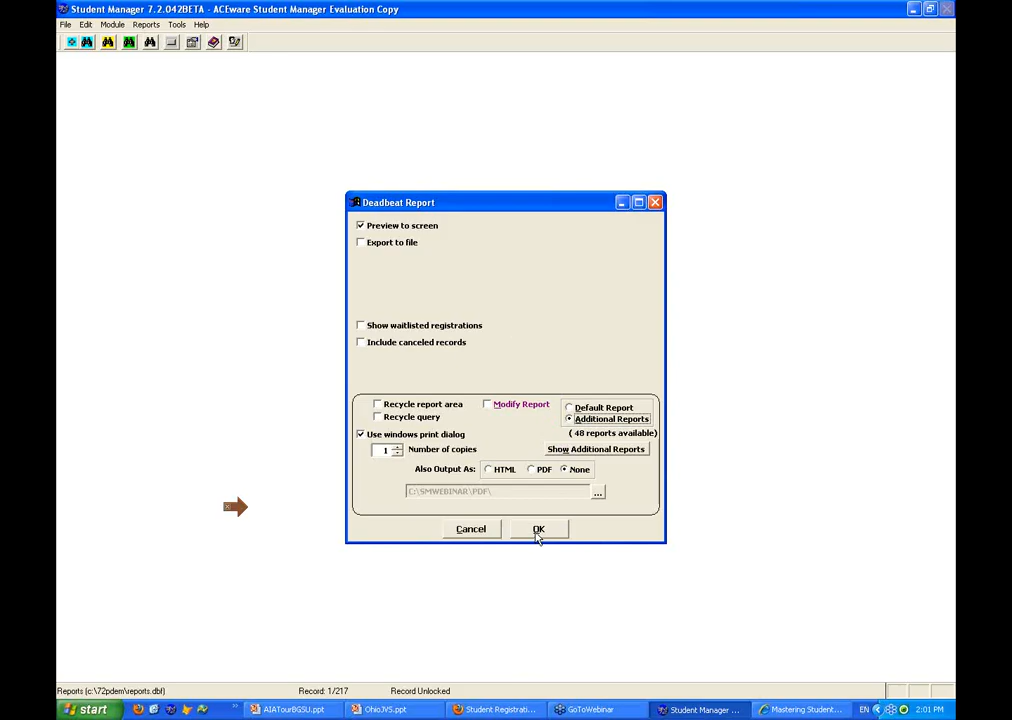 Student Manager 7.2.042BETA - ACEware Student Manager Evaluation Copy
File Edit Module Reports Tools Help
Deadbeat Report
Preview to screen
Export to file
Show waitlisted registrations
Include canceled records
Recycle report area
Modify Report
Default Report
Recycle query
Additional Reports
( 48 reports available)
Use windows print dialog
1 Number of copies
Show Additional Reports
Also Output As: HTML PDF None
C:\SMWEBINAR\PDF\
...
Cancel OK
Reports (c:\72pdem\reports.dbf) Record: 1/217 Record Unlocked
start » AIATourBGSU.ppt OhioJVS.ppt Student Registrati... GoToWebinar Student Manager ... Mastering Student... EN 2:01 PM